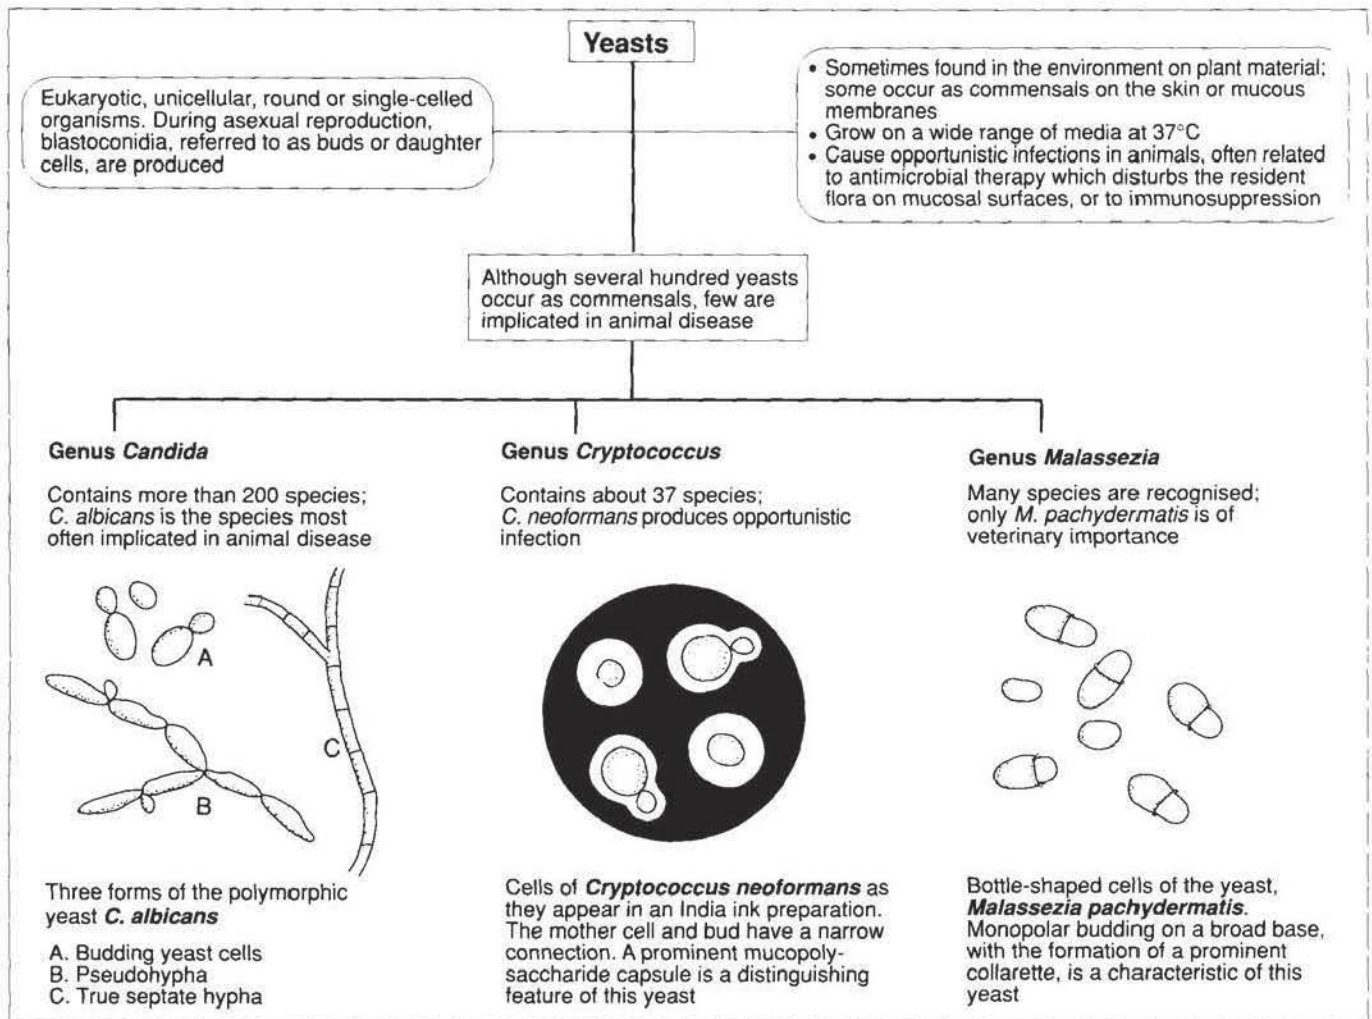 Yeasts
Eukaryotic, unicellular, round or single-celled
organisms. During asexual reproduction,
blastoconidia, referred to as buds or daughter
cells, are produced
• Sometimes found in the environment on plant material;
some occur as commensals on the skin or mucous
membranes
• Grow on a wide range of media at 37°C
• Cause opportunistic infections in animals, often related
to antimicrobial therapy which disturbs the resident
flora on mucosal surfaces, or to immunosuppression
Although several hundred yeasts
occur as commensals, few are
implicated in animal disease
Genus Candida
Contains more than 200 species;
C. albicans is the species most
often implicated in animal disease
A
B
C
Three forms of the polymorphic
yeast C. albicans
A. Budding yeast cells
B. Pseudohypha
C. True septate hypha
Genus Cryptococcus
Contains about 37 species;
C. neoformans produces opportunistic
infection
Cells of Cryptococcus neoformans as
they appear in an India ink preparation.
The mother cell and bud have a narrow
connection. A prominent mucopoly-
saccharide capsule is a distinguishing
feature of this yeast
Genus Malassezia
Many species are recognised;
only M. pachydermatis is of
veterinary importance
Bottle-shaped cells of the yeast,
Malassezia pachydermatis.
Monopolar budding on a broad base,
with the formation of a prominent
collarette, is a characteristic of this
yeast